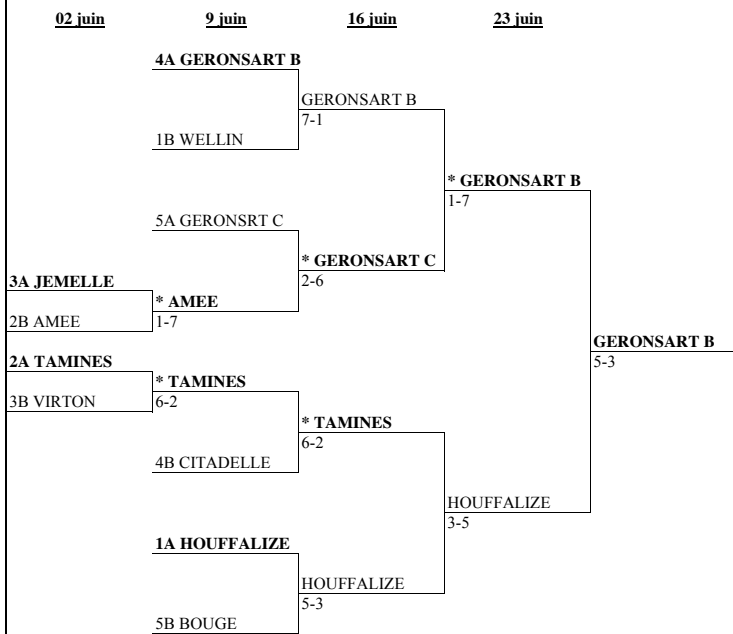 02 juin 9 juin 16 juin 23 juin
4A GERONSART B
GERONSART B
7-1
1B WELLIN
* GERONSART B
1-7
5A GERONSRT C
* GERONSART C
2-6
3A JEMELLE
* AMEE
1-7
2B AMEE
GERONSART B
5-3
2A TAMINES
* TAMINES
6-2
3B VIRTON
* TAMINES
6-2
4B CITADELLE
HOUFFALIZE
3-5
1A HOUFFALIZE
HOUFFALIZE
5-3
5B BOUGE